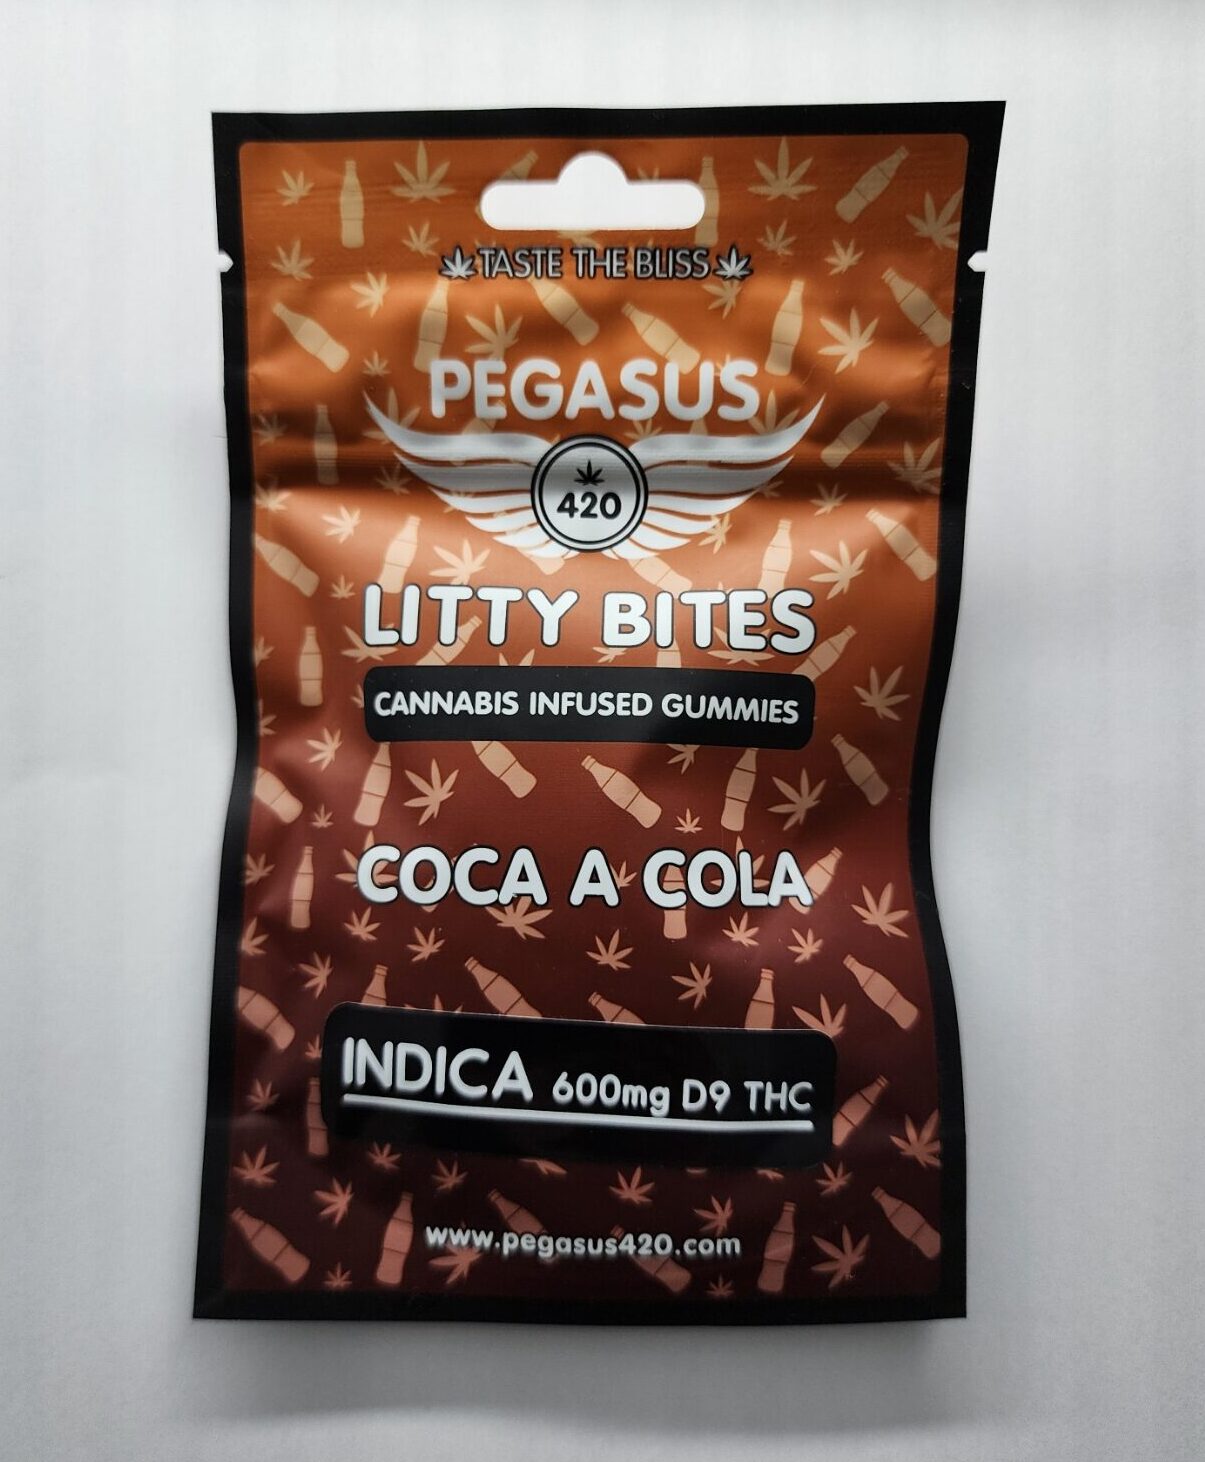 TASTE THE BLISS
PEGASUS
420
LITTY BITES
CANNABIS INFUSED GUMMIES
COCA A COLA
INDICA 600mg D9 THC
www.pegasus420.com